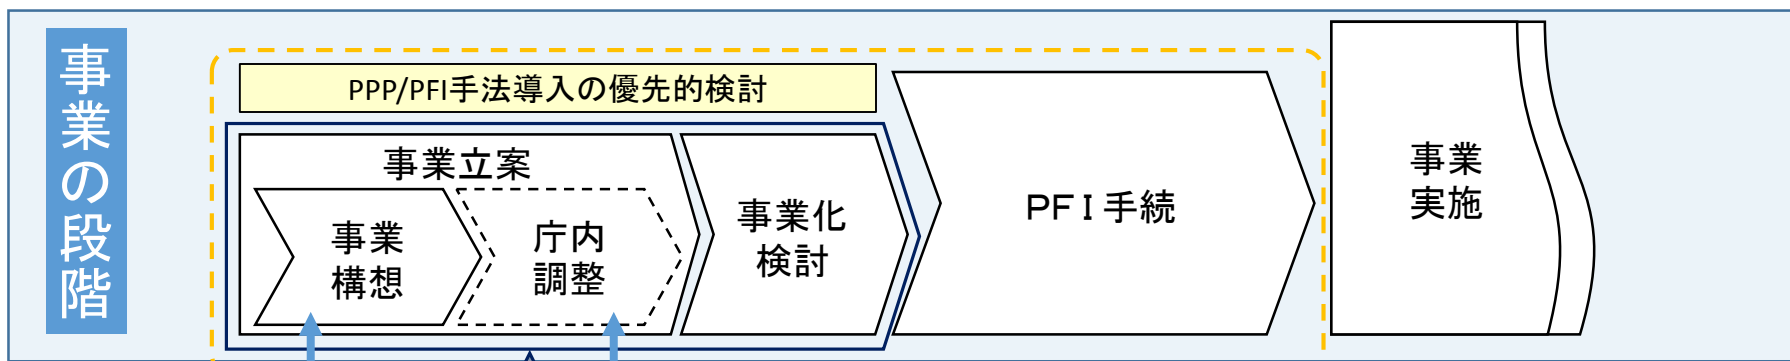 事業の段階
PPP/PFI手法導入の優先的検討
事業立案
事業
構想
庁内
調整
事業化
検討
ＰＦＩ手続
事業
実施